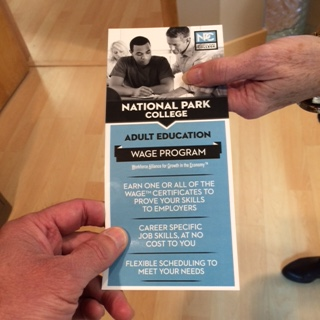 NPC
NATIONAL PARK
COLLEGE
ADULT EDUCATION
WAGE PROGRAM
Workforce Alliance for Growth in the Economy™
EARN ONE OR ALL OF THE
WAGE™ CERTIFICATES TO
PROVE YOUR SKILLS
TO EMPLOYERS
CAREER SPECIFIC
JOB SKILLS, AT NO
COST TO YOU
FLEXIBLE SCHEDULING TO
MEET YOUR NEEDS